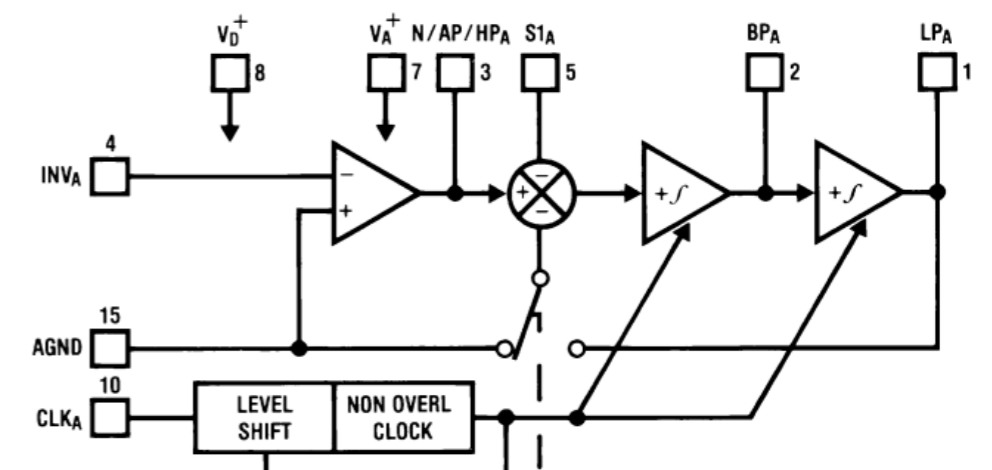 V_D^+
V_A^+
N/AP/HP_A
S1_A
BP_A
LP_A
8
7
3
5
2
1
4
INV_A
−
+
+
−
−
+∫
+∫
15
AGND
10
CLK_A
LEVEL
SHIFT
NON OVERL
CLOCK